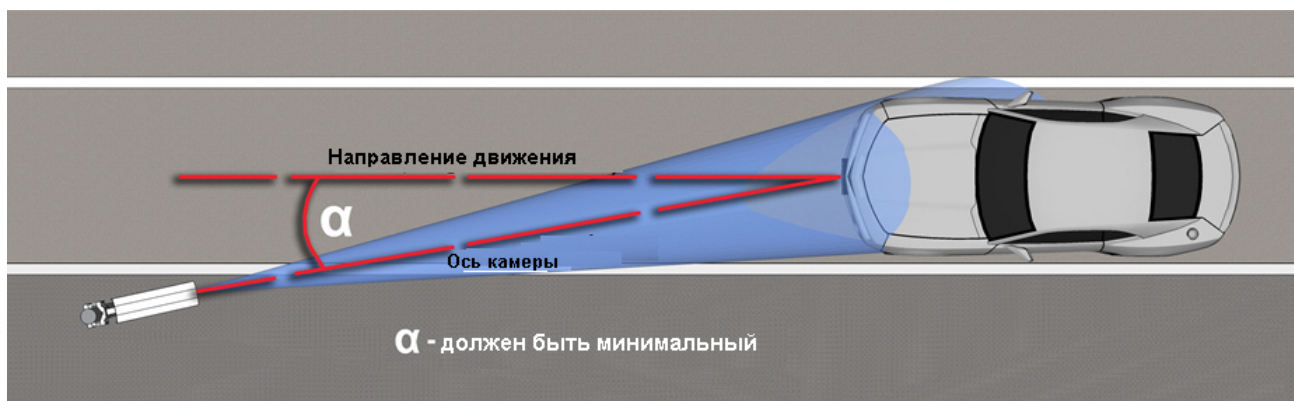 Направление движения
α
Ось камеры
α - должен быть минимальный